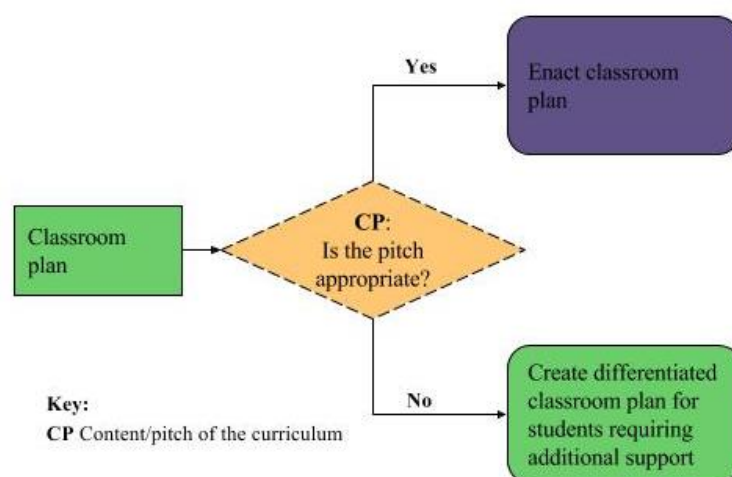 Yes
Enact classroom
plan
Classroom
plan
CP:
Is the pitch
appropriate?
No
Create differentiated
classroom plan for
students requiring
additional support
Key:
CP Content/pitch of the curriculum